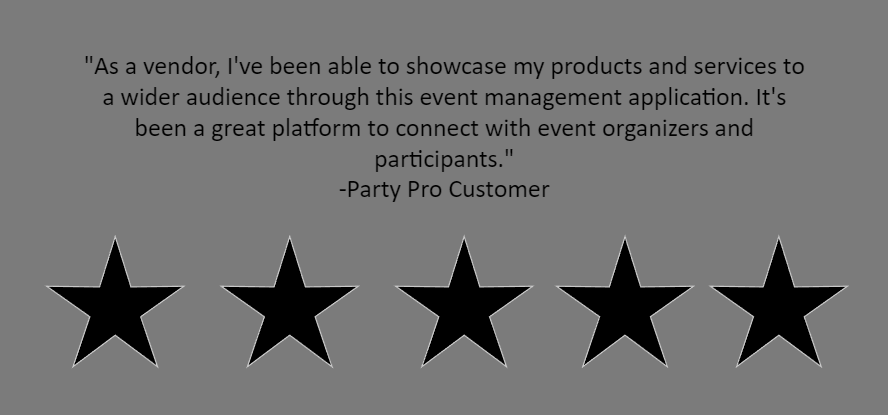 "As a vendor, I've been able to showcase my products and services to
a wider audience through this event management application. It's
been a great platform to connect with event organizers and
participants."
-Party Pro Customer